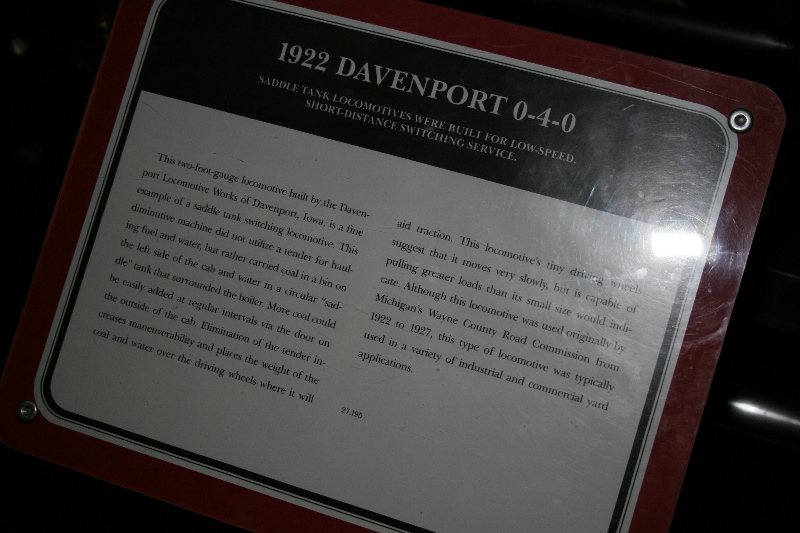 1922 DAVENPORT 0-4-0
SADDLE TANK LOCOMOTIVES WERE BUILT FOR LOW-SPEED,
SHORT-DISTANCE SWITCHING SERVICE.
This two-foot-gauge locomotive built by the Daven-
port Locomotive Works of Davenport, Iowa, is a fine
example of a saddle tank switching locomotive. This
diminutive machine did not utilize a tender for haul-
ing fuel and water, but rather carried coal in a bin on
the left side of the cab and water in a circular "sad-
dle" tank that surrounded the boiler. More coal could
be easily added at regular intervals via the door on
the outside of the cab. Elimination of the tender in-
creases maneuverability and places the weight of the
coal and water over the driving wheels where it will
aid traction. This locomotive's tiny driving wheels
suggest that it moves very slowly, but is capable of
pulling greater loads than its small size would indi-
cate. Although this locomotive was used originally by
Michigan's Wayne County Road Commission from
1922 to 1927, this type of locomotive was typically
used in a variety of industrial and commercial yard
applications.
27.195